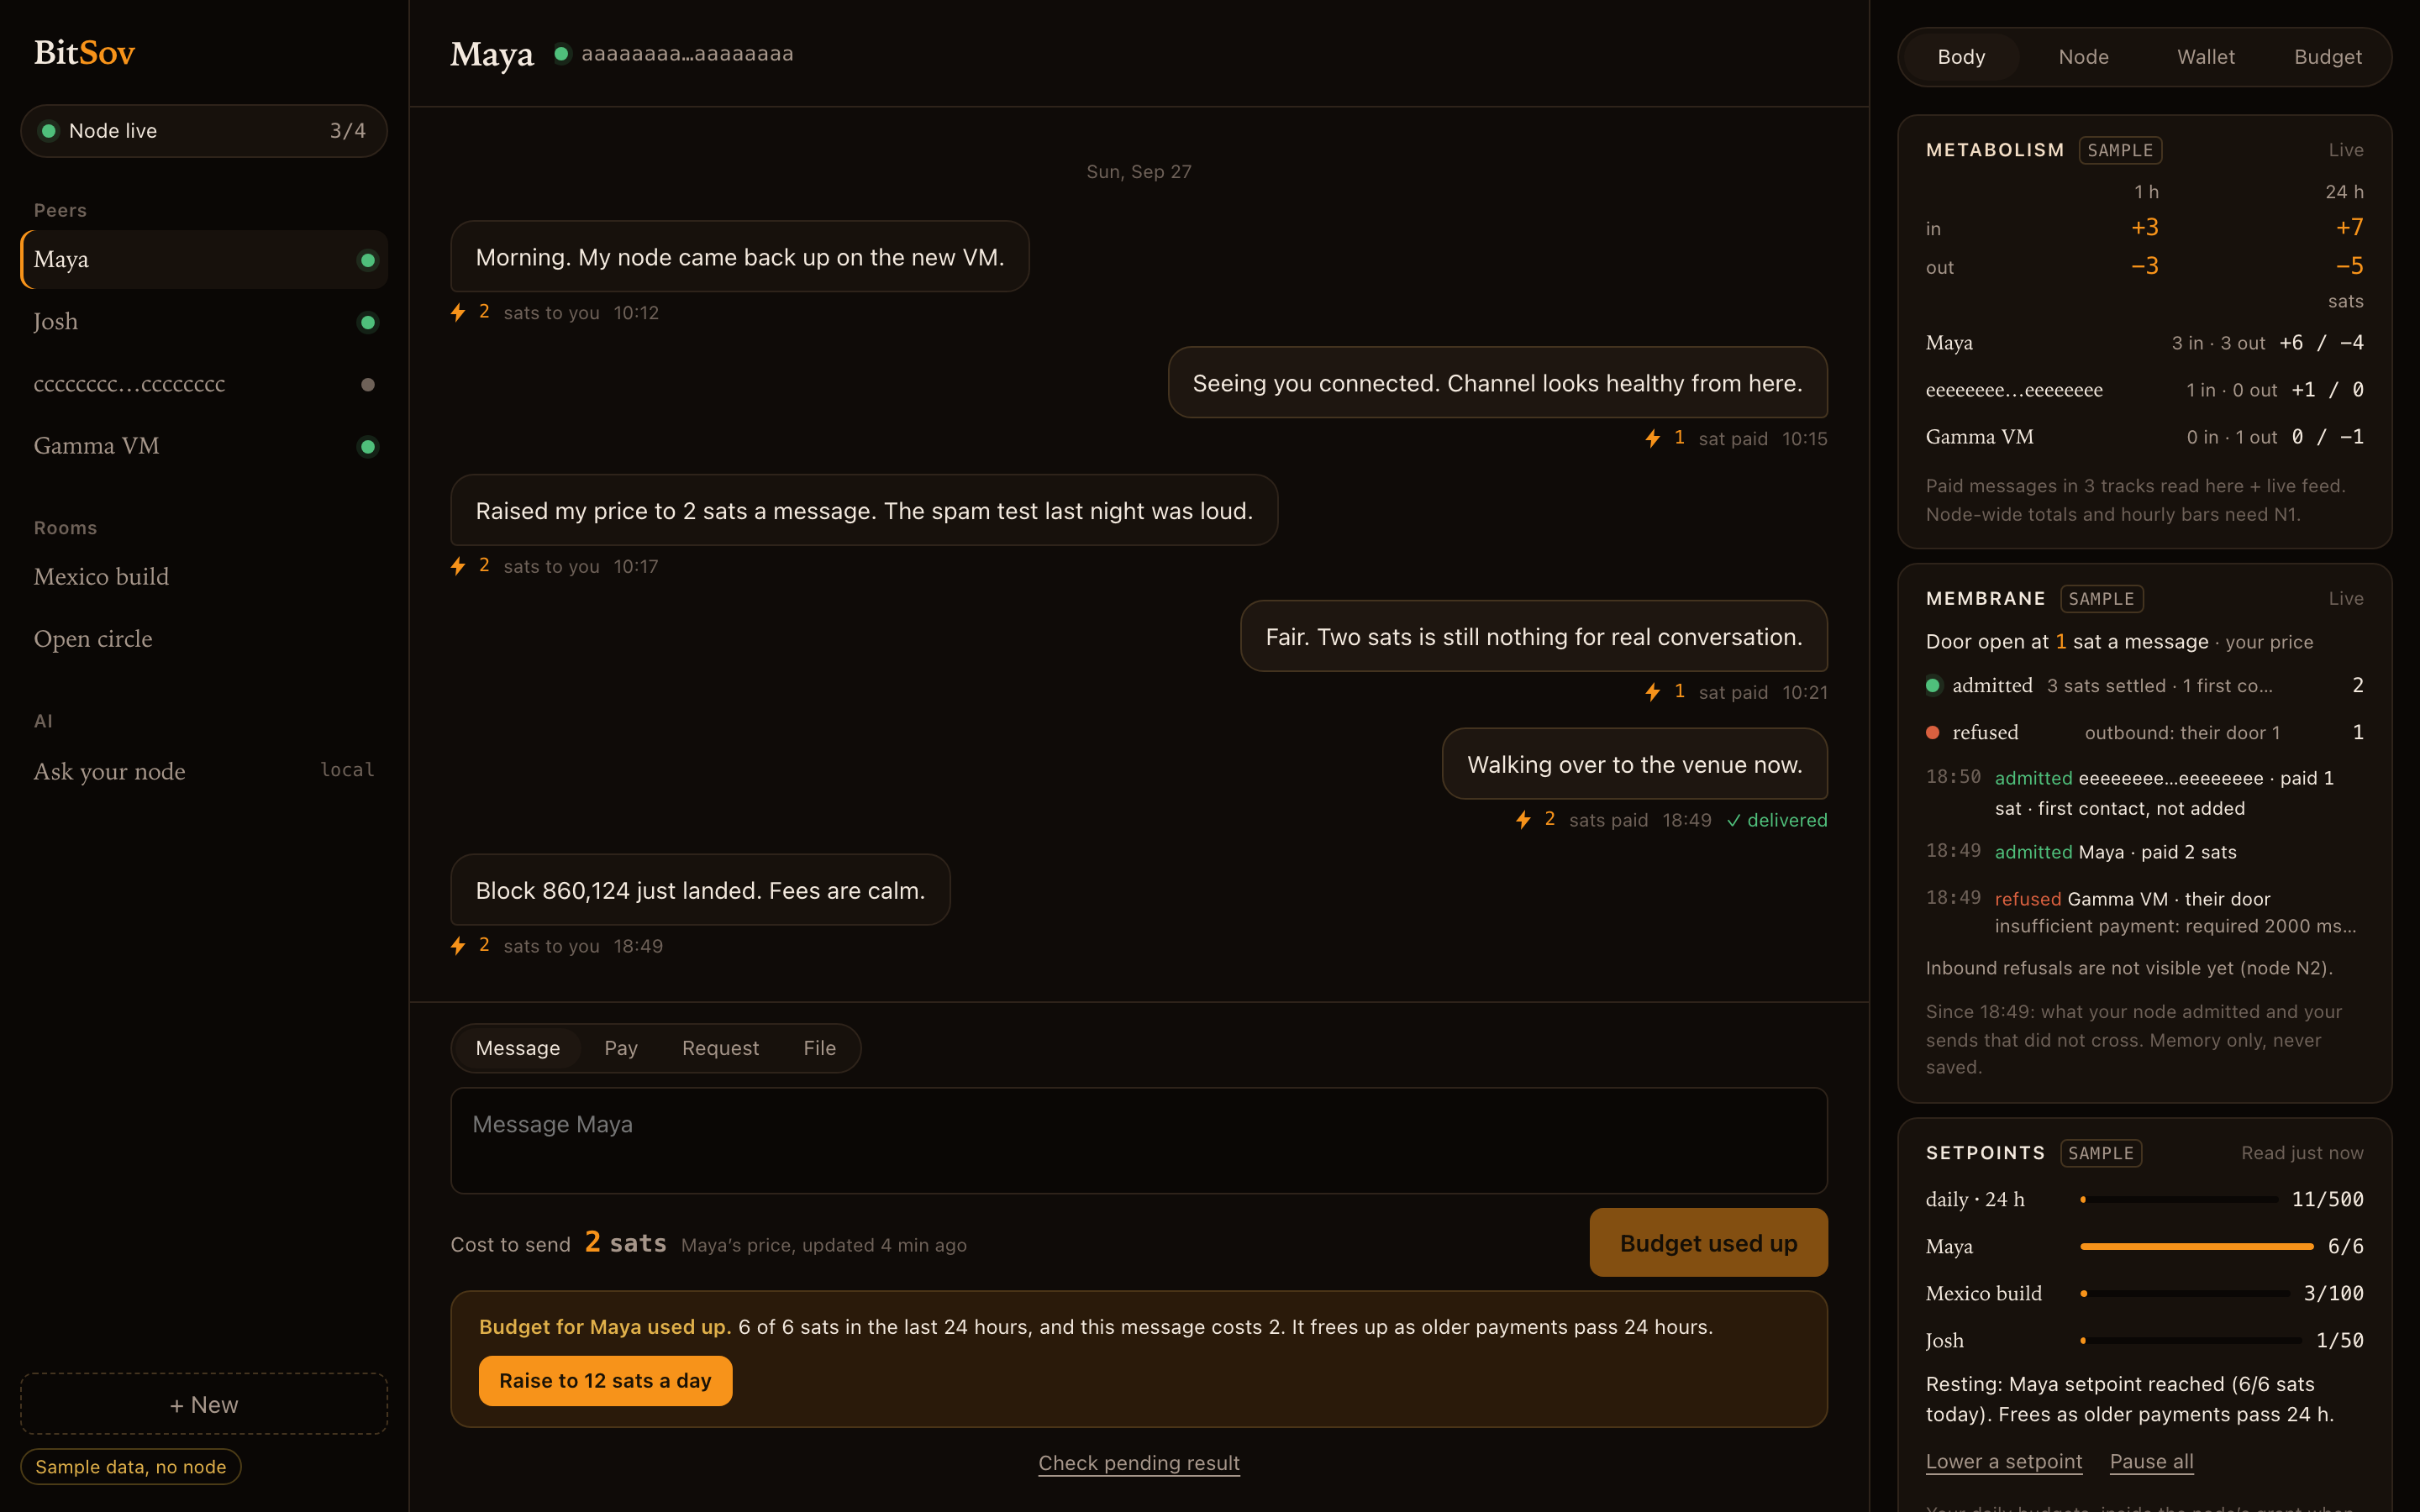 BitSov
Node live 3/4
Peers
Maya
Josh
cccccccc…cccccccc
Gamma VM
Rooms
Mexico build
Open circle
AI
Ask your node local
+ New
Sample data, no node
Maya aaaaaaaa…aaaaaaaa
Sun, Sep 27
Morning. My node came back up on the new VM.
2 sats to you 10:12
Seeing you connected. Channel looks healthy from here.
1 sat paid 10:15
Raised my price to 2 sats a message. The spam test last night was loud.
2 sats to you 10:17
Fair. Two sats is still nothing for real conversation.
1 sat paid 10:21
Walking over to the venue now.
2 sats paid 18:49 ✓ delivered
Block 860,124 just landed. Fees are calm.
2 sats to you 18:49
Message Pay Request File
Message Maya
Cost to send 2 sats Maya’s price, updated 4 min ago
Budget used up
Budget for Maya used up. 6 of 6 sats in the last 24 hours, and this message costs 2. It frees up as older payments pass 24 hours.
Raise to 12 sats a day
Check pending result
Body Node Wallet Budget
METABOLISM SAMPLE Live
1 h 24 h
in +3 +7
out −3 −5
sats
Maya 3 in · 3 out +6 / −4
eeeeeeee…eeeeeeee 1 in · 0 out +1 / 0
Gamma VM 0 in · 1 out 0 / −1
Paid messages in 3 tracks read here + live feed.
Node-wide totals and hourly bars need N1.
MEMBRANE SAMPLE Live
Door open at 1 sat a message · your price
admitted 3 sats settled · 1 first co… 2
refused outbound: their door 1 1
18:50 admitted eeeeeeee…eeeeeeee · paid 1
sat · first contact, not added
18:49 admitted Maya · paid 2 sats
18:49 refused Gamma VM · their door
insufficient payment: required 2000 ms…
Inbound refusals are not visible yet (node N2).
Since 18:49: what your node admitted and your
sends that did not cross. Memory only, never
saved.
SETPOINTS SAMPLE Read just now
daily · 24 h 11/500
Maya 6/6
Mexico build 3/100
Josh 1/50
Resting: Maya setpoint reached (6/6 sats
today). Frees as older payments pass 24 h.
Lower a setpoint Pause all
Your daily budgets, inside the node’s grant when